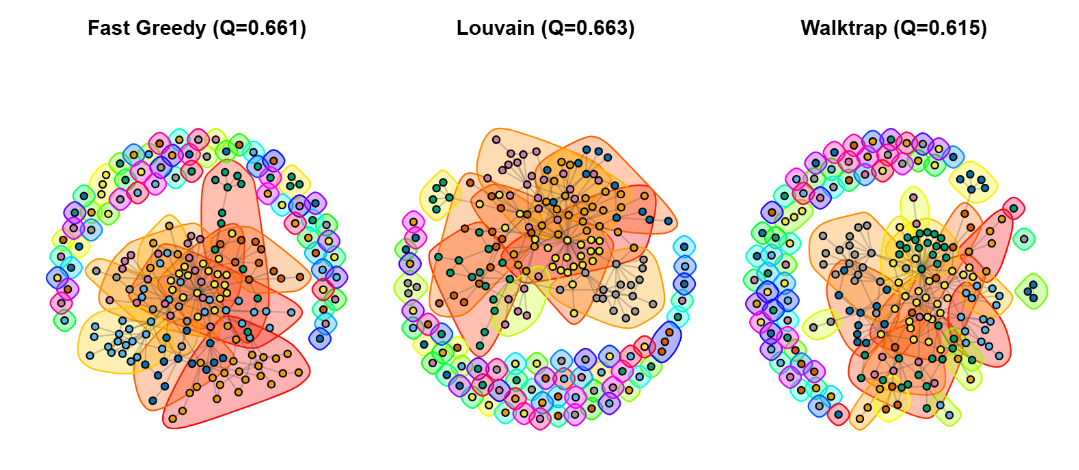 Fast Greedy (Q=0.661)
Louvain (Q=0.663)
Walktrap (Q=0.615)